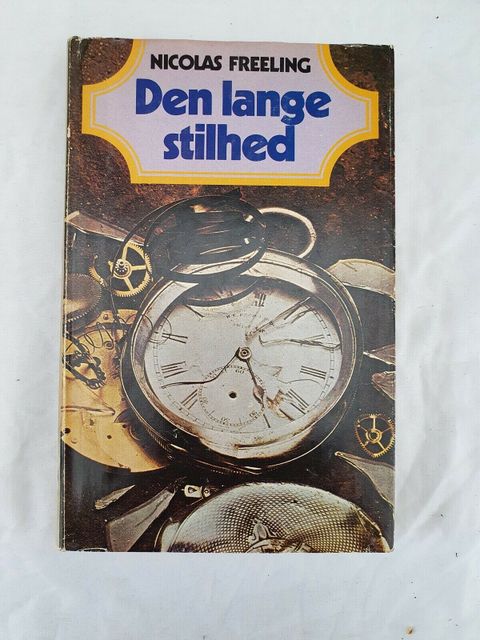 NICOLAS FREELING
Den lange
stilhed